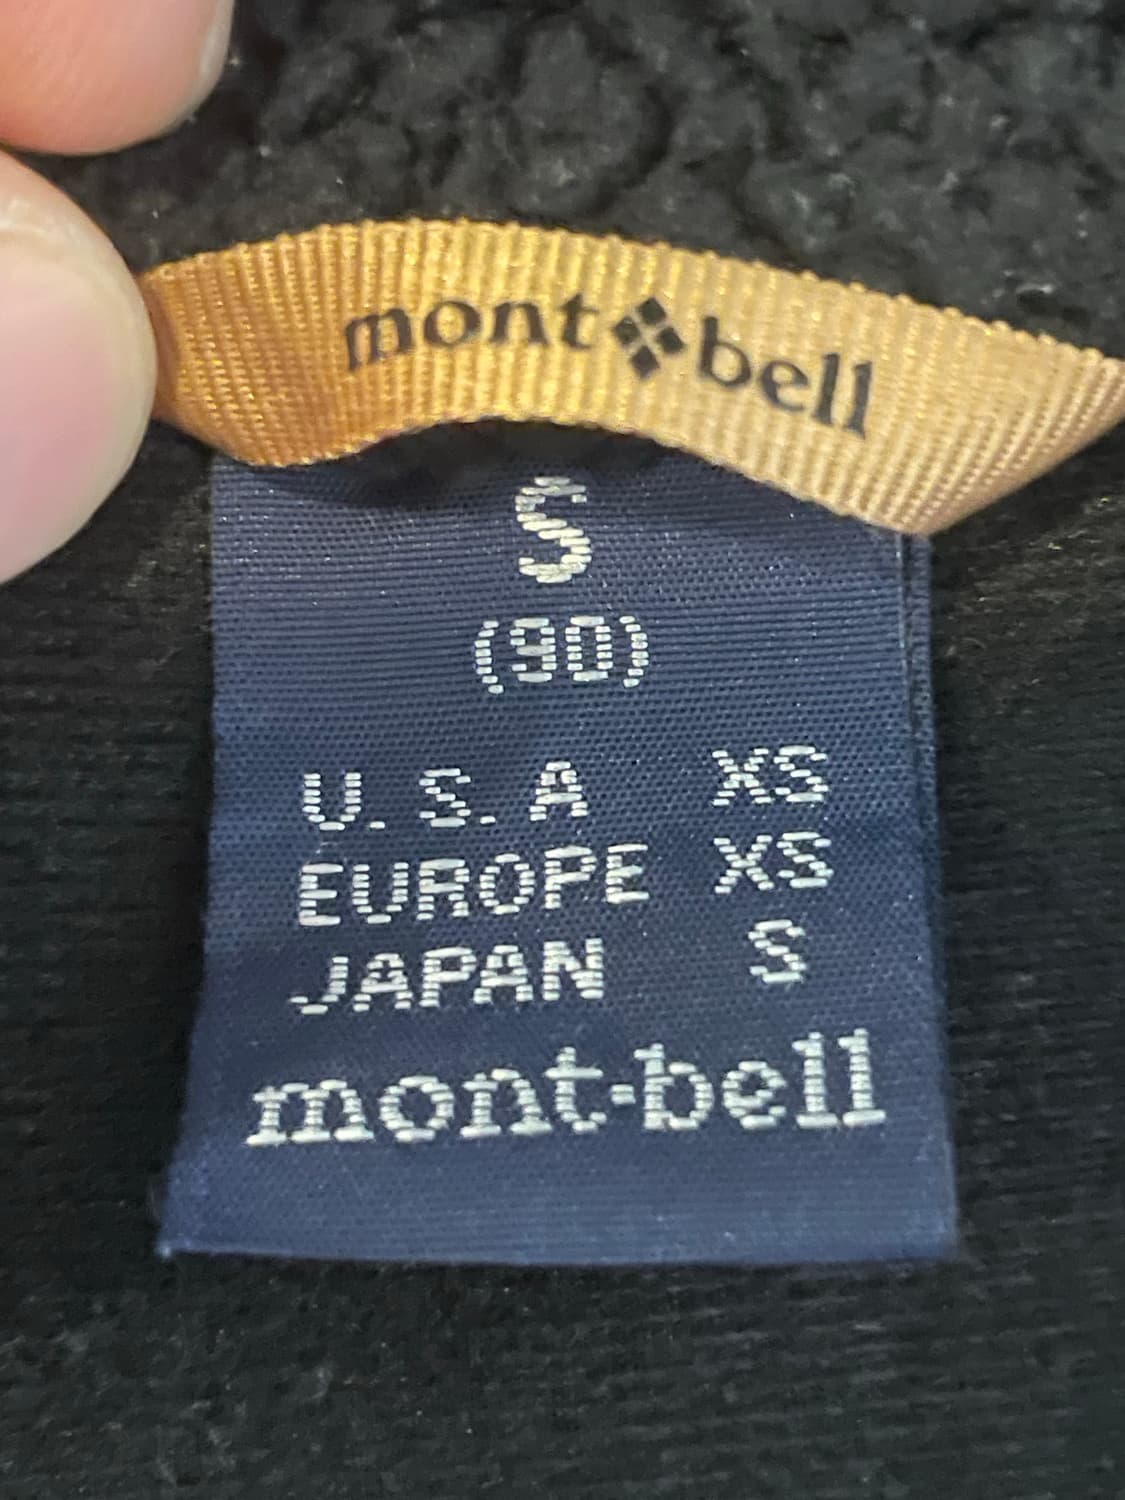 mont bell
S
(90)
U.S.A XS
EUROPE XS
JAPAN S
mont-bell